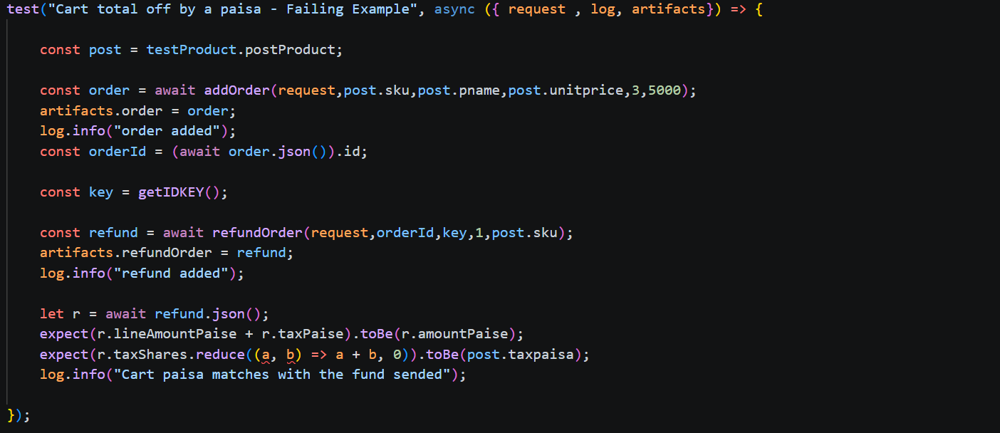 test("Cart total off by a paisa - Failing Example", async ({ request , log, artifacts}) => {
const post = testProduct.postProduct;
const order = await addOrder(request,post.sku,post.pname,post.unitprice,3,5000);
artifacts.order = order;
log.info("order added");
const orderId = (await order.json()).id;
const key = getIDKEY();
const refund = await refundOrder(request,orderId,key,1,post.sku);
artifacts.refundOrder = refund;
log.info("refund added");
let r = await refund.json();
expect(r.lineAmountPaise + r.taxPaise).toBe(r.amountPaise);
expect(r.taxShares.reduce((a, b) => a + b, 0)).toBe(post.taxpaisa);
log.info("Cart paisa matches with the fund sended");
});